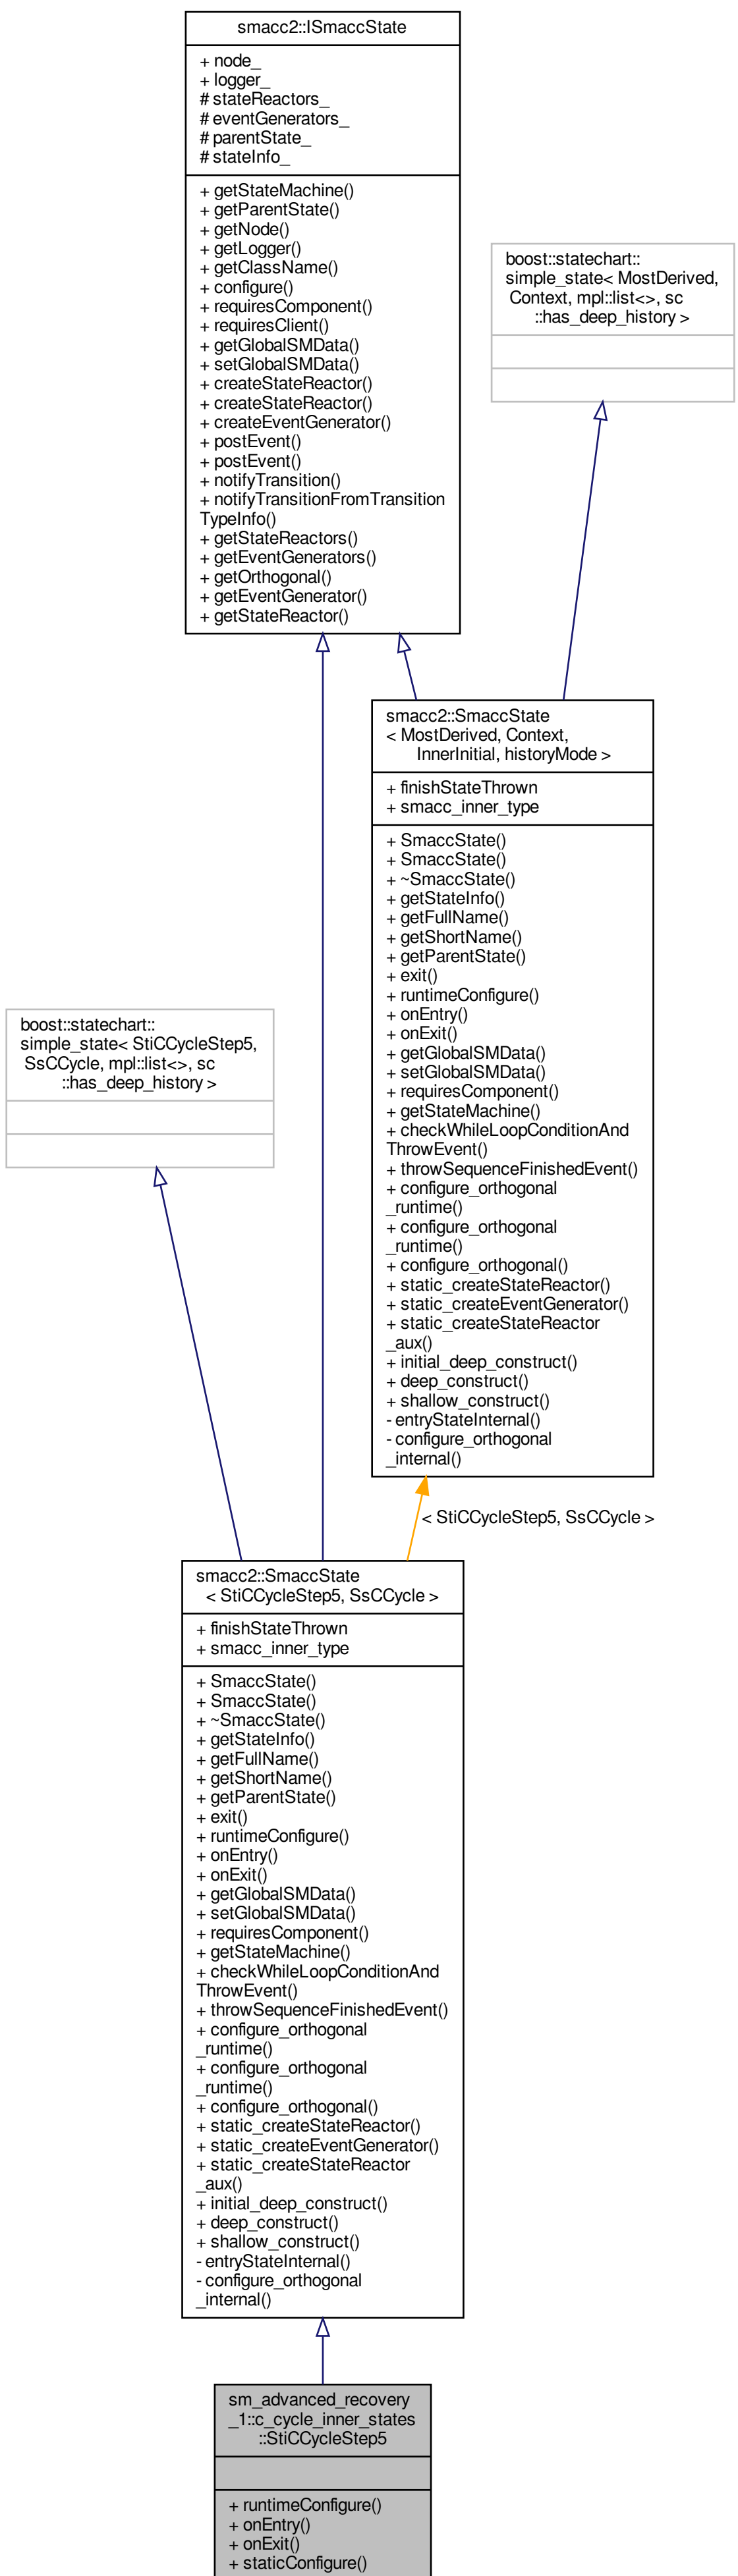 smacc2::ISmaccState
+ node_
+ logger_
# stateReactors_
# eventGenerators_
# parentState_
# stateInfo_
+ getStateMachine()
+ getParentState()
+ getNode()
+ getLogger()
+ getClassName()
+ configure()
+ requiresComponent()
+ requiresClient()
+ getGlobalSMData()
+ setGlobalSMData()
+ createStateReactor()
+ createStateReactor()
+ createEventGenerator()
+ postEvent()
+ postEvent()
+ notifyTransition()
+ notifyTransitionFromTransition
TypeInfo()
+ getStateReactors()
+ getEventGenerators()
+ getOrthogonal()
+ getEventGenerator()
+ getStateReactor()
boost::statechart::
simple_state< MostDerived,
Context, mpl::list<>, sc
::has_deep_history >
smacc2::SmaccState
< MostDerived, Context,
InnerInitial, historyMode >
+ finishStateThrown
+ smacc_inner_type
+ SmaccState()
+ SmaccState()
+ ~SmaccState()
+ getStateInfo()
+ getFullName()
+ getShortName()
+ getParentState()
+ exit()
+ runtimeConfigure()
+ onEntry()
+ onExit()
+ getGlobalSMData()
+ setGlobalSMData()
+ requiresComponent()
+ getStateMachine()
+ checkWhileLoopConditionAnd
ThrowEvent()
+ throwSequenceFinishedEvent()
+ configure_orthogonal
_runtime()
+ configure_orthogonal
_runtime()
+ configure_orthogonal()
+ static_createStateReactor()
+ static_createEventGenerator()
+ static_createStateReactor
_aux()
+ initial_deep_construct()
+ deep_construct()
+ shallow_construct()
- entryStateInternal()
- configure_orthogonal
_internal()
boost::statechart::
simple_state< StiCCycleStep5,
SsCCycle, mpl::list<>, sc
::has_deep_history >
< StiCCycleStep5, SsCCycle >
smacc2::SmaccState
< StiCCycleStep5, SsCCycle >
+ finishStateThrown
+ smacc_inner_type
+ SmaccState()
+ SmaccState()
+ ~SmaccState()
+ getStateInfo()
+ getFullName()
+ getShortName()
+ getParentState()
+ exit()
+ runtimeConfigure()
+ onEntry()
+ onExit()
+ getGlobalSMData()
+ setGlobalSMData()
+ requiresComponent()
+ getStateMachine()
+ checkWhileLoopConditionAnd
ThrowEvent()
+ throwSequenceFinishedEvent()
+ configure_orthogonal
_runtime()
+ configure_orthogonal
_runtime()
+ configure_orthogonal()
+ static_createStateReactor()
+ static_createEventGenerator()
+ static_createStateReactor
_aux()
+ initial_deep_construct()
+ deep_construct()
+ shallow_construct()
- entryStateInternal()
- configure_orthogonal
_internal()
sm_advanced_recovery
_1::c_cycle_inner_states
::StiCCycleStep5
+ runtimeConfigure()
+ onEntry()
+ onExit()
+ staticConfigure()